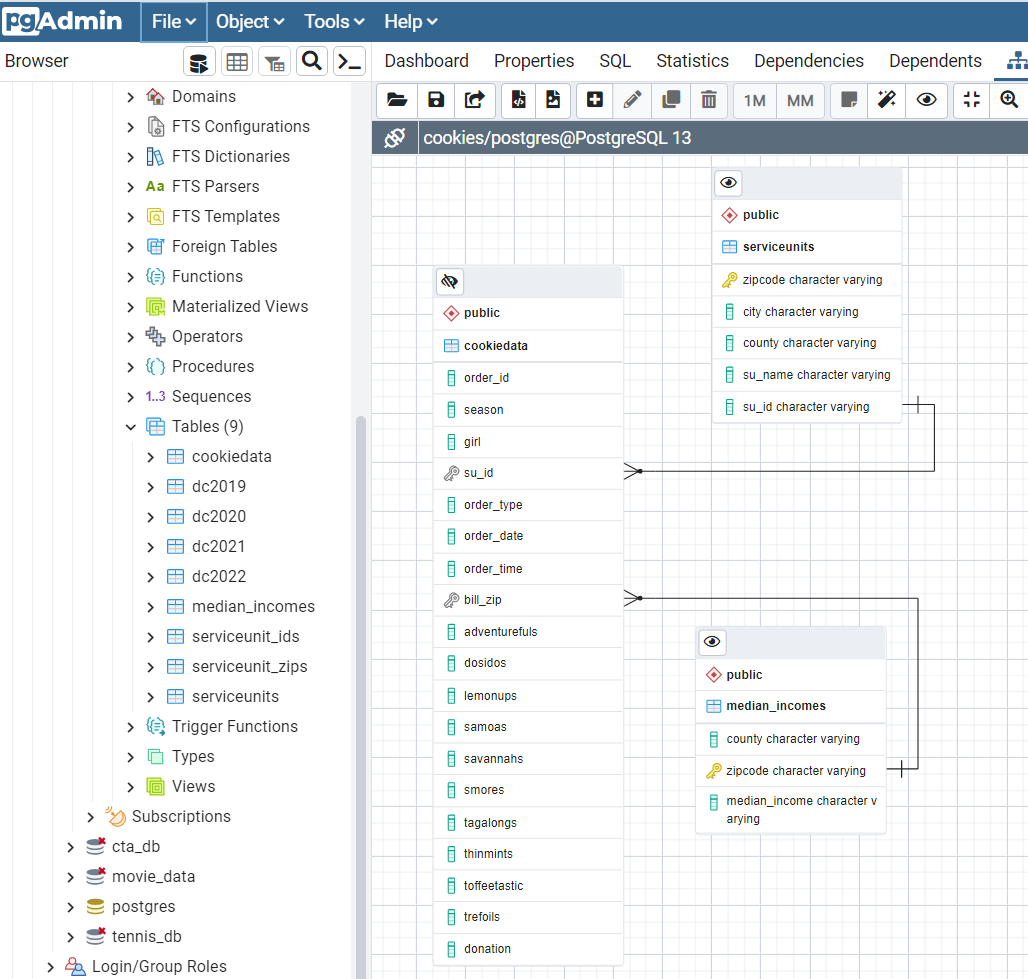 pgAdmin File Object Tools Help
Browser
Dashboard Properties SQL Statistics Dependencies Dependents
1M MM
cookies/postgres@PostgreSQL 13
Domains
FTS Configurations
FTS Dictionaries
Aa FTS Parsers
FTS Templates
Foreign Tables
Functions
Materialized Views
Operators
Procedures
1..3 Sequences
Tables (9)
cookiedata
dc2019
dc2020
dc2021
dc2022
median_incomes
serviceunit_ids
serviceunit_zips
serviceunits
Trigger Functions
Types
Views
Subscriptions
cta_db
movie_data
postgres
tennis_db
Login/Group Roles
public
cookiedata
order_id
season
girl
su_id
order_type
order_date
order_time
bill_zip
adventurefuls
dosidos
lemonups
samoas
savannahs
smores
tagalongs
thinmints
toffeetastic
trefoils
donation
public
serviceunits
zipcode character varying
city character varying
county character varying
su_name character varying
su_id character varying
public
median_incomes
county character varying
zipcode character varying
median_income character v
arying